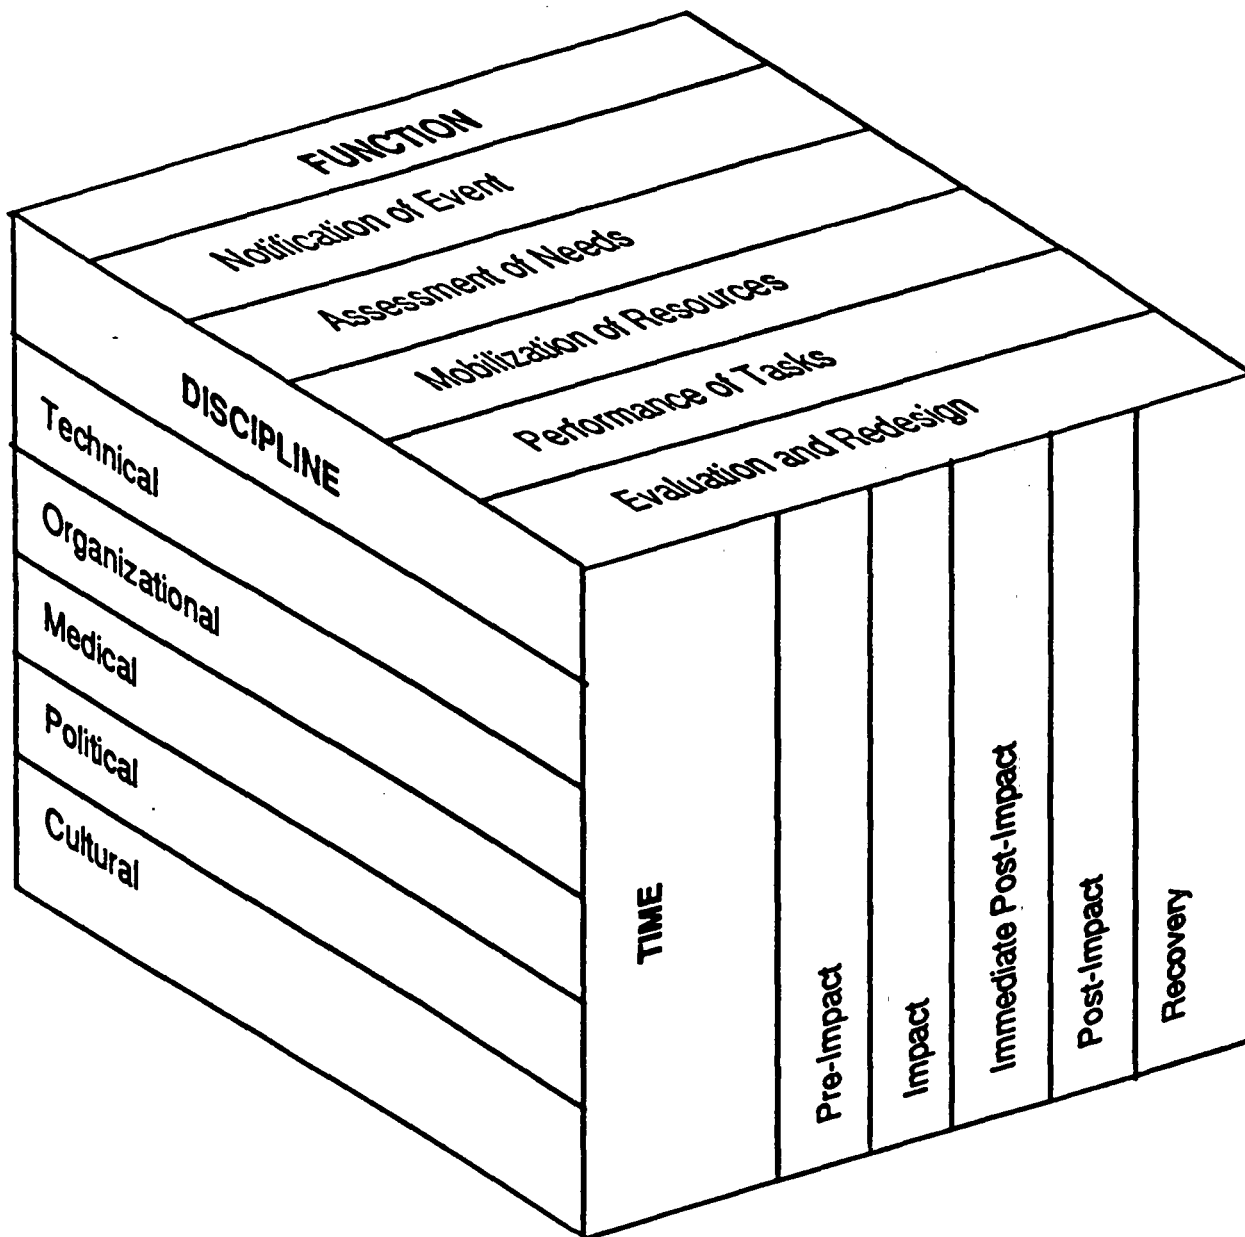 FUNCTION
Notification of Event
Assessment of Needs
Mobilization of Resources
Performance of Tasks
Evaluation and Redesign
DISCIPLINE
Technical
Organizational
Medical
Political
Cultural
TIME
Pre-Impact
Impact
Immediate Post-Impact
Post-Impact
Recovery